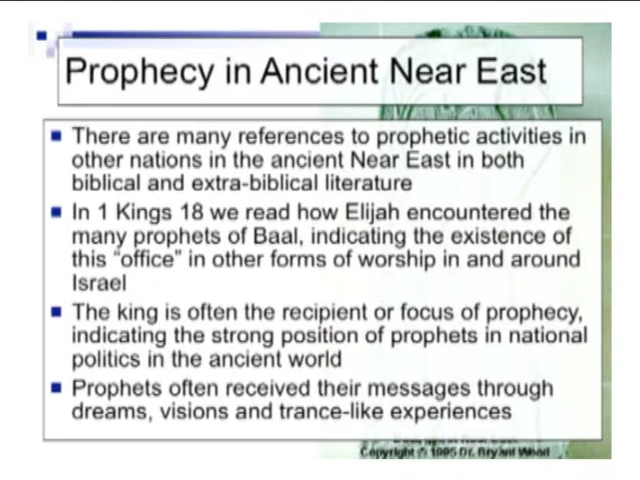 Prophecy in Ancient Near East
There are many references to prophetic activities in
other nations in the ancient Near East in both
biblical and extra-biblical literature
In 1 Kings 18 we read how Elijah encountered the
many prophets of Baal, indicating the existence of
this "office" in other forms of worship in and around
Israel
The king is often the recipient or focus of prophecy,
indicating the strong position of prophets in national
politics in the ancient world
Prophets often received their messages through
dreams, visions and trance-like experiences
Copyright © 1995 Dr. Bryant Wood